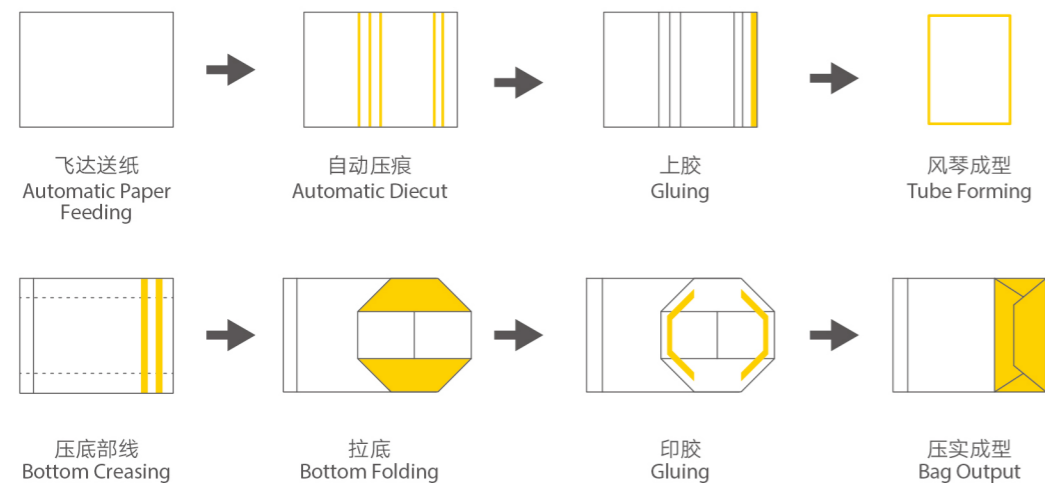 飞达送纸
Automatic Paper
Feeding
自动压痕
Automatic Diecut
上胶
Gluing
风琴成型
Tube Forming
压底部线
Bottom Creasing
拉底
Bottom Folding
印胶
Gluing
压实成型
Bag Output